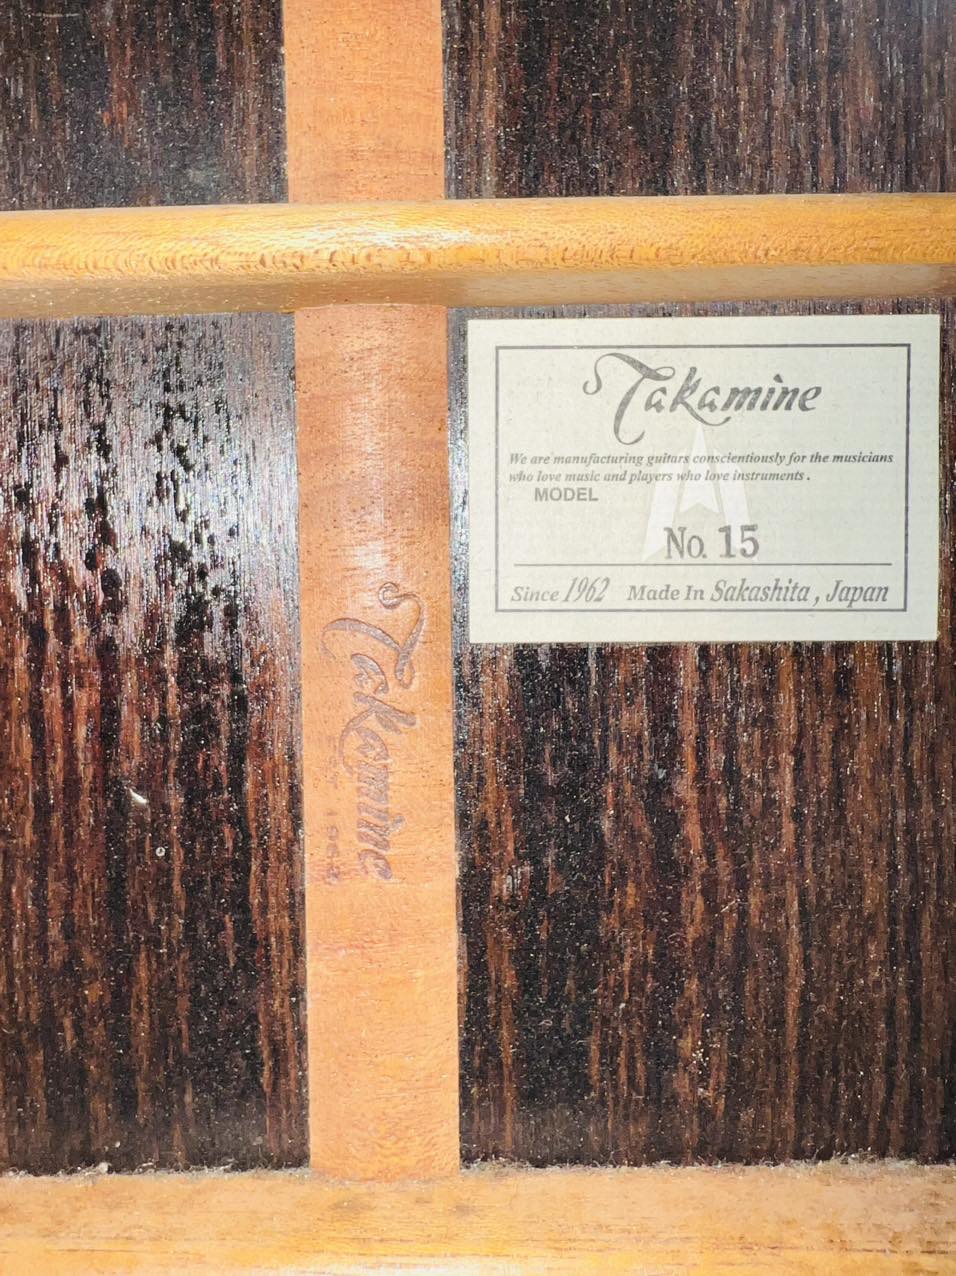 Takamine
We are manufacturing guitars conscientiously for the musicians
who love music and players who love instruments .
MODEL
No. 15
Since 1962 Made In Sakashita , Japan
Takamine